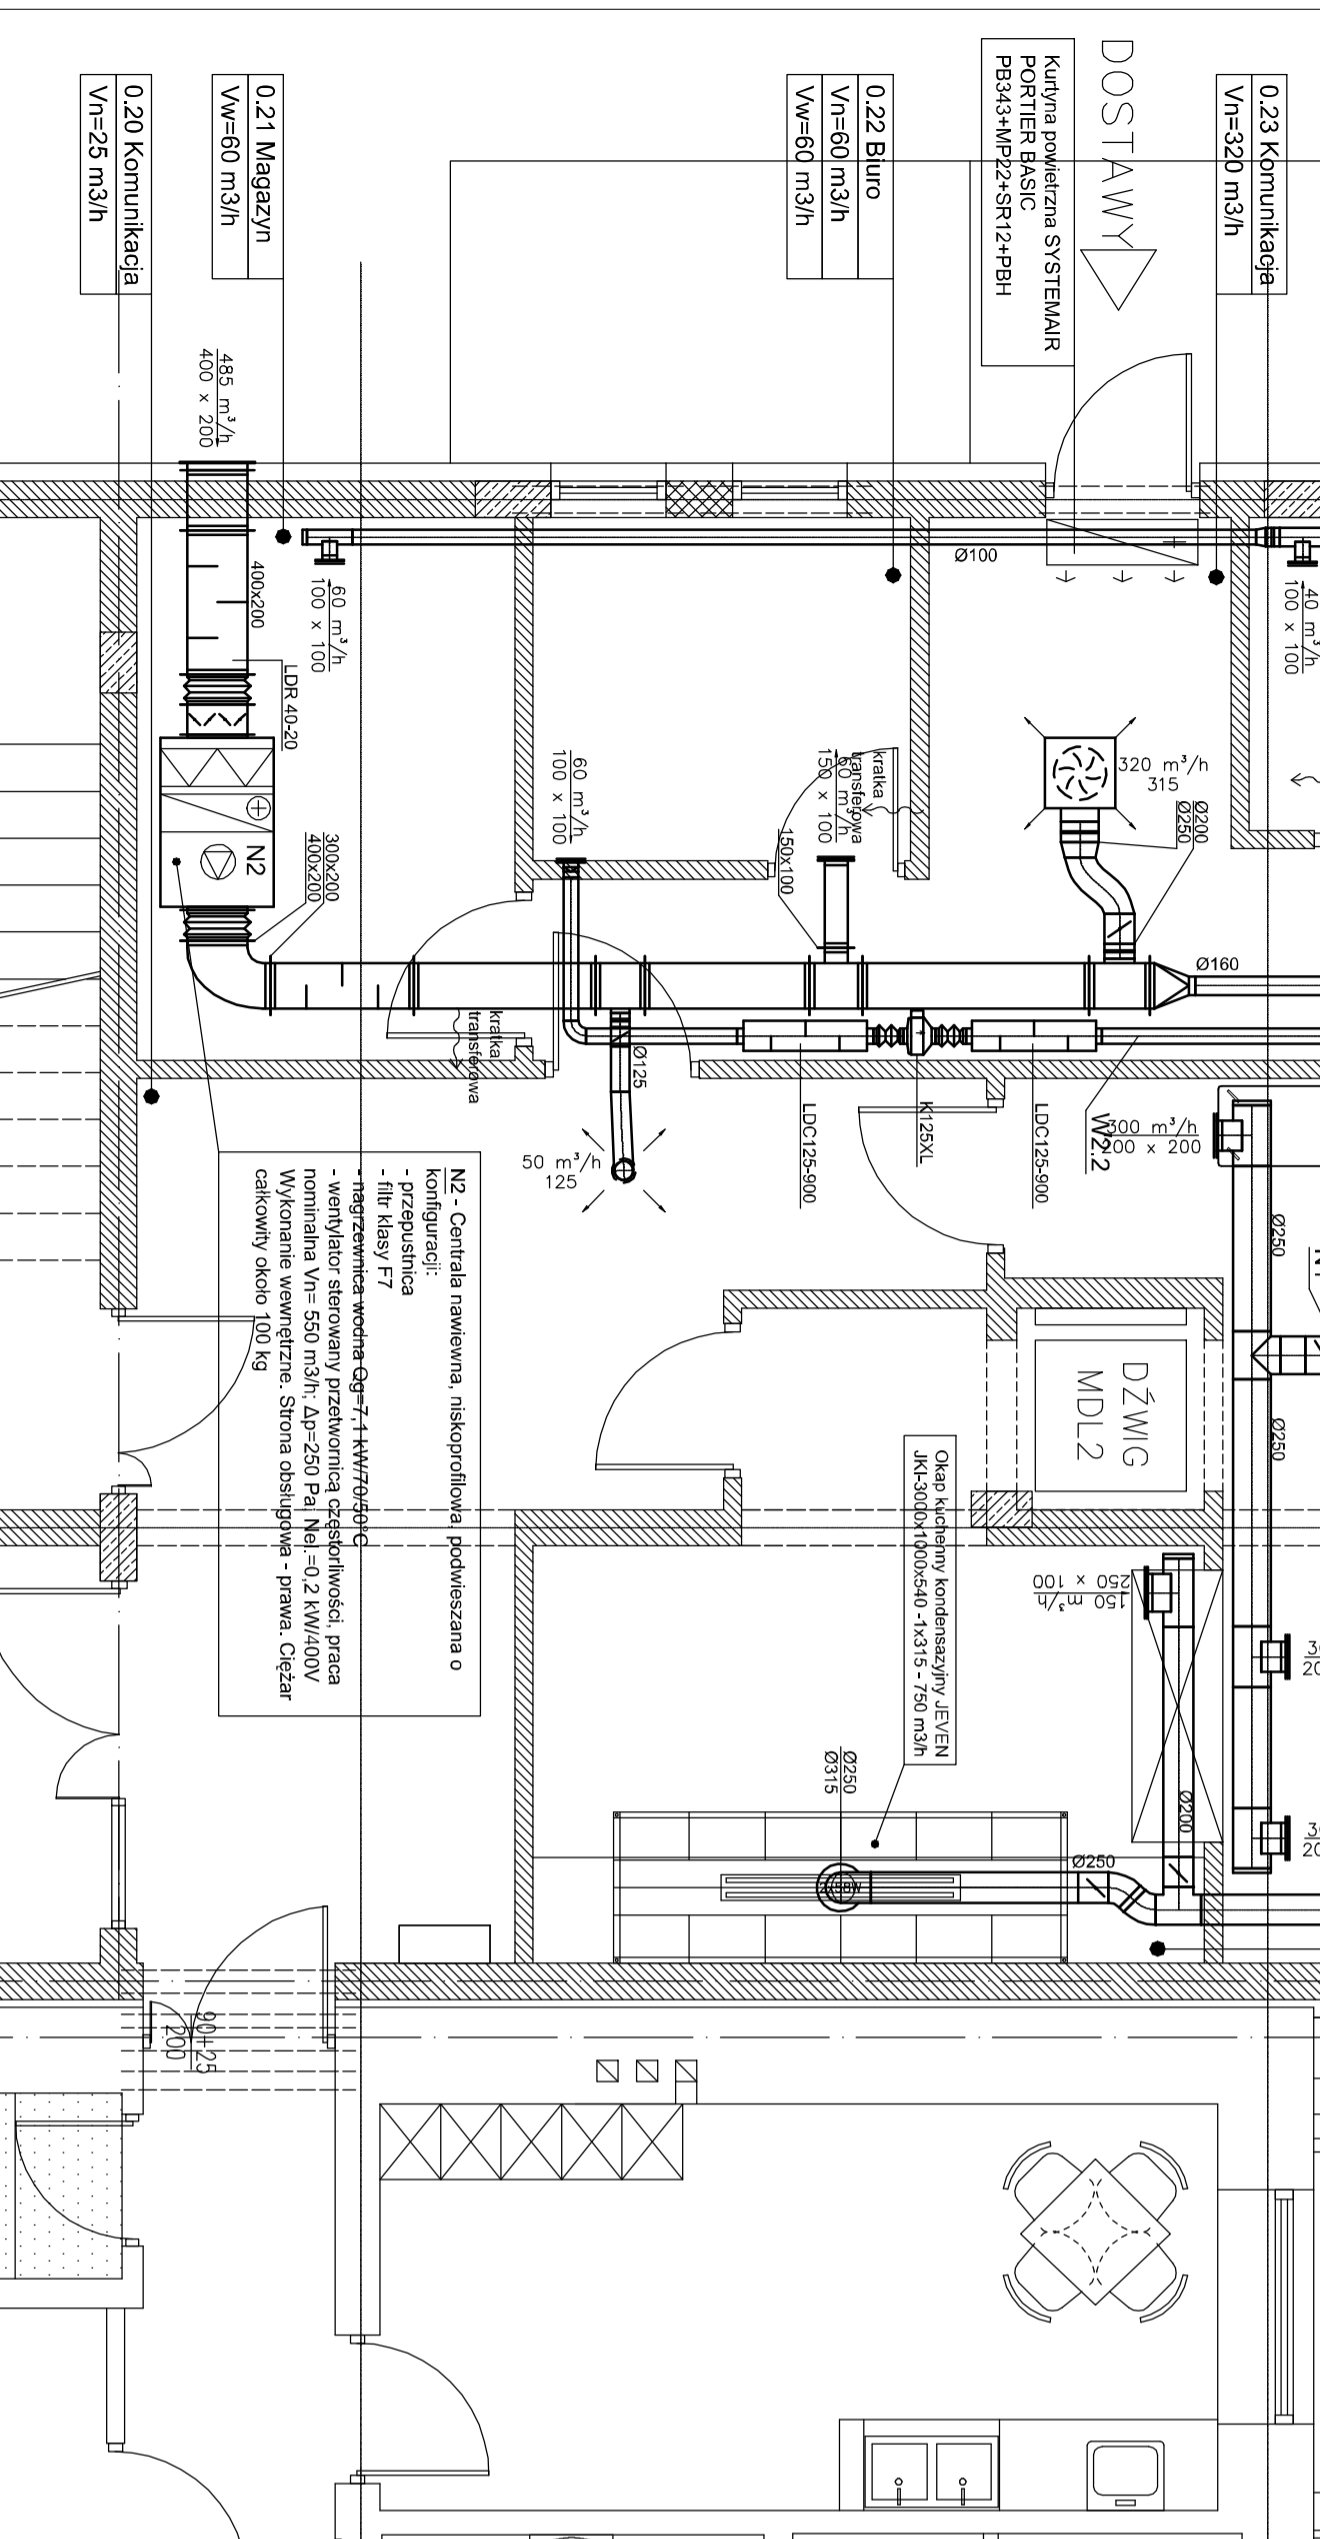 0.23 Komunikacja
Vn=320 m3/h
DOSTAWY
Kurtyna powietrzna SYSTEMAIR
PORTIER BASIC
PB343+MP22+SR12+PBH
0.22 Biuro
Vn=60 m3/h
Vw=60 m3/h
0.21 Magazyn
Vw=60 m3/h
0.20 Komunikacja
Vn=25 m3/h
485 m³/h
400 x 200
400x200
LDR 40-20
60 m³/h
100 x 100
Ø100
40 m³/h
100 x 100
N2
300x200
400x200
60 m³/h
100 x 100
kratka
transferowa
60 m³/h
150 x 100
150x100
320 m³/h
315
Ø200
Ø250
Ø160
kratka
transferowa
Ø125
50 m³/h
125
LDC125-900
K125XL
LDC125-900
W2.2
300 m³/h
200 x 200
Ø250
Ø250
N2 - Centrala nawiewna, niskoprofilowa, podwieszana o
konfiguracji:
- przepustnica
- filtr klasy F7
- nagrzewnica wodna Qg=7,1 kW/70/50°C
- wentylator sterowany przetwornicą częstorliwości, praca
nominalna Vn= 550 m3/h; Δp=250 Pa; Nel.=0,2 kW/400V
Wykonanie wewnętrzne. Strona obsługowa - prawa. Ciężar
całkowity około 100 kg
DŹWIG
MDL2
Okap kuchenny kondensazyjny JEVEN
JKI-3000x1000x540 -1x315 - 750 m3/h
150 m³/h
250 x 100
Ø200
Ø250
Ø315
Ø250
90+25
200